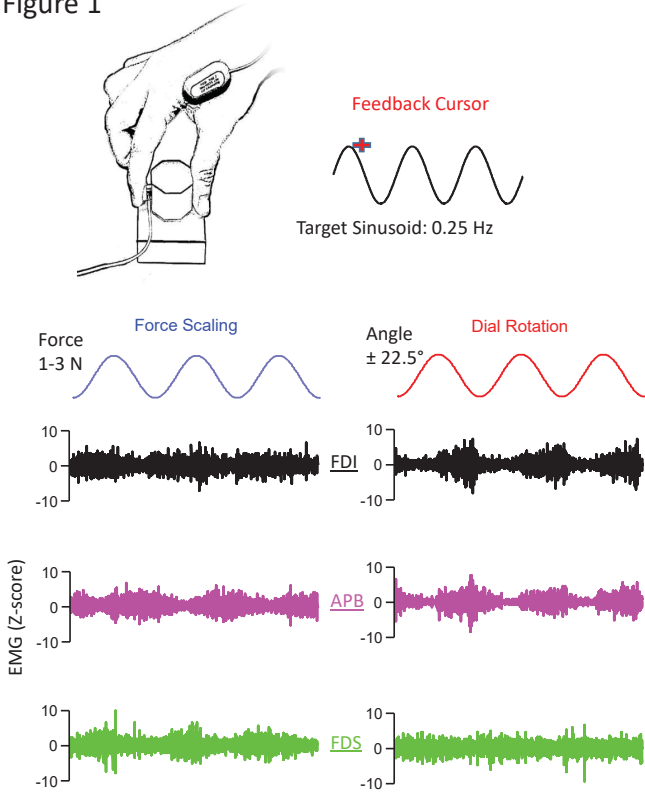 Figure 1
Feedback Cursor
Target Sinusoid: 0.25 Hz
Force Scaling
Force
1-3 N
Dial Rotation
Angle
± 22.5°
EMG (Z-score)
10
0
-10
FDI
10
0
-10
10
0
-10
APB
10
0
-10
10
0
-10
FDS
10
0
-10